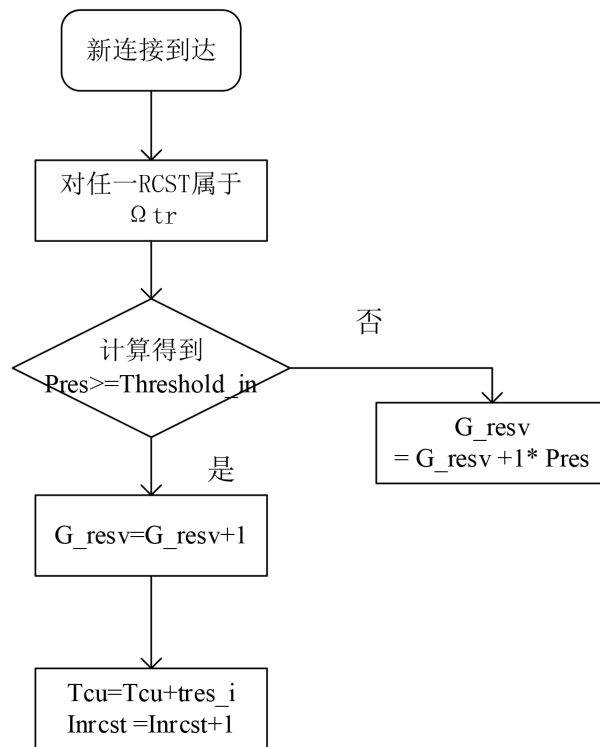 新连接到达
对任一RCST属于
Ωtr
计算得到
Pres>=Threshold_in
否
G_resv
= G_resv +1* Pres
是
G_resv=G_resv+1
Tcu=Tcu+tres_i
Inrcst =Inrcst+1